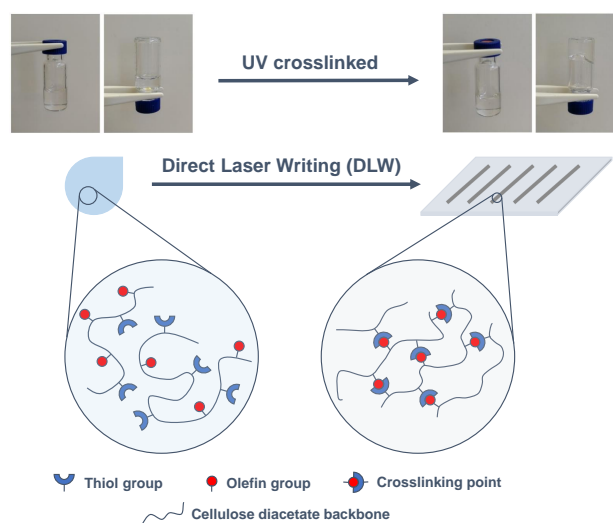 UV crosslinked
Direct Laser Writing (DLW)
Thiol group
Olefin group
Crosslinking point
Cellulose diacetate backbone